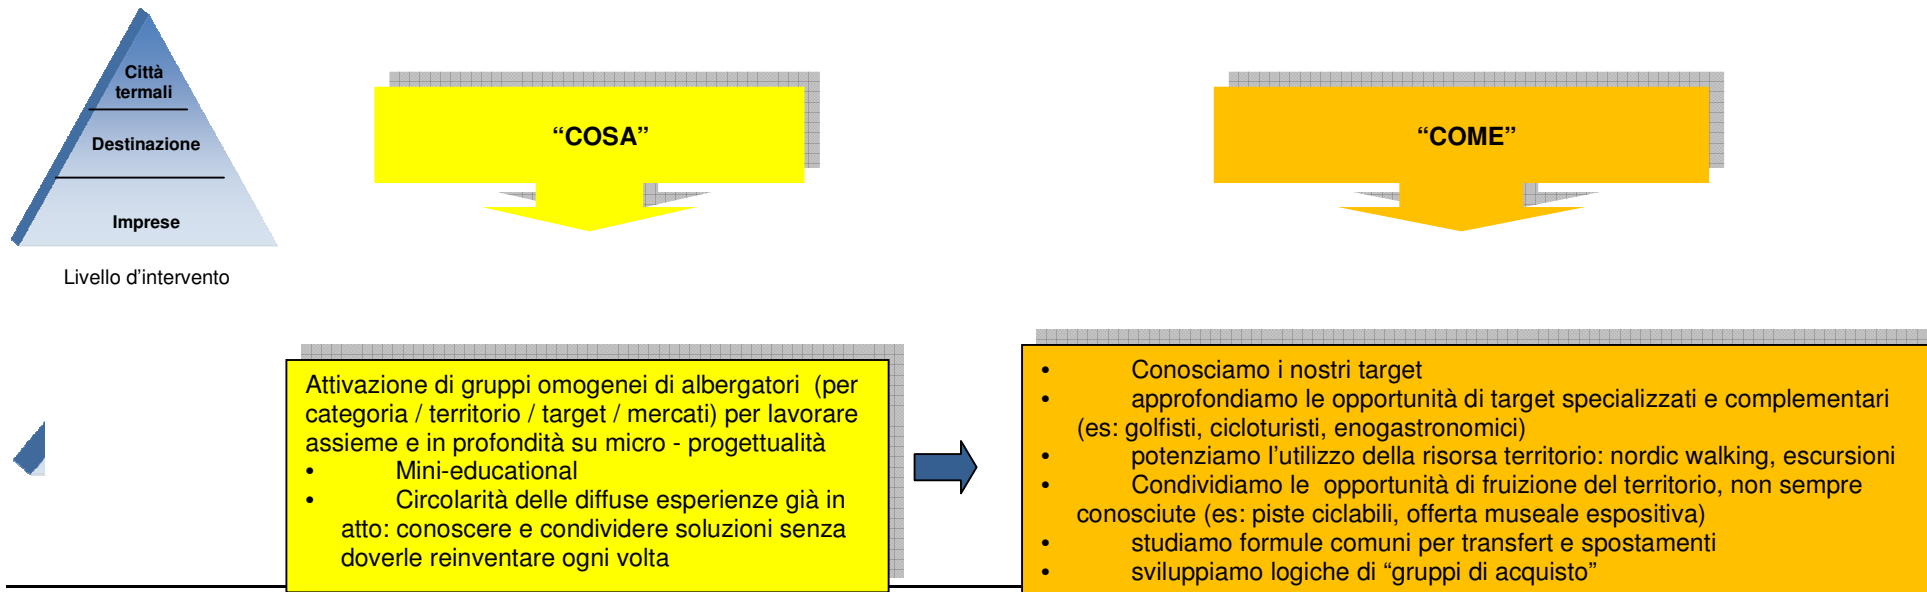 Città
termali
Destinazione
Imprese
Livello d’intervento
“COSA”
“COME”
Attivazione di gruppi omogenei di albergatori (per
categoria / territorio / target / mercati) per lavorare
assieme e in profondità su micro - progettualità
• Mini-educational
• Circolarità delle diffuse esperienze già in
atto: conoscere e condividere soluzioni senza
doverle reinventare ogni volta
• Conosciamo i nostri target
• approfondiamo le opportunità di target specializzati e complementari
(es: golfisti, cicloturisti, enogastronomici)
• potenziamo l’utilizzo della risorsa territorio: nordic walking, escursioni
• Condividiamo le opportunità di fruizione del territorio, non sempre
conosciute (es: piste ciclabili, offerta museale espositiva)
• studiamo formule comuni per transfert e spostamenti
• sviluppiamo logiche di “gruppi di acquisto”